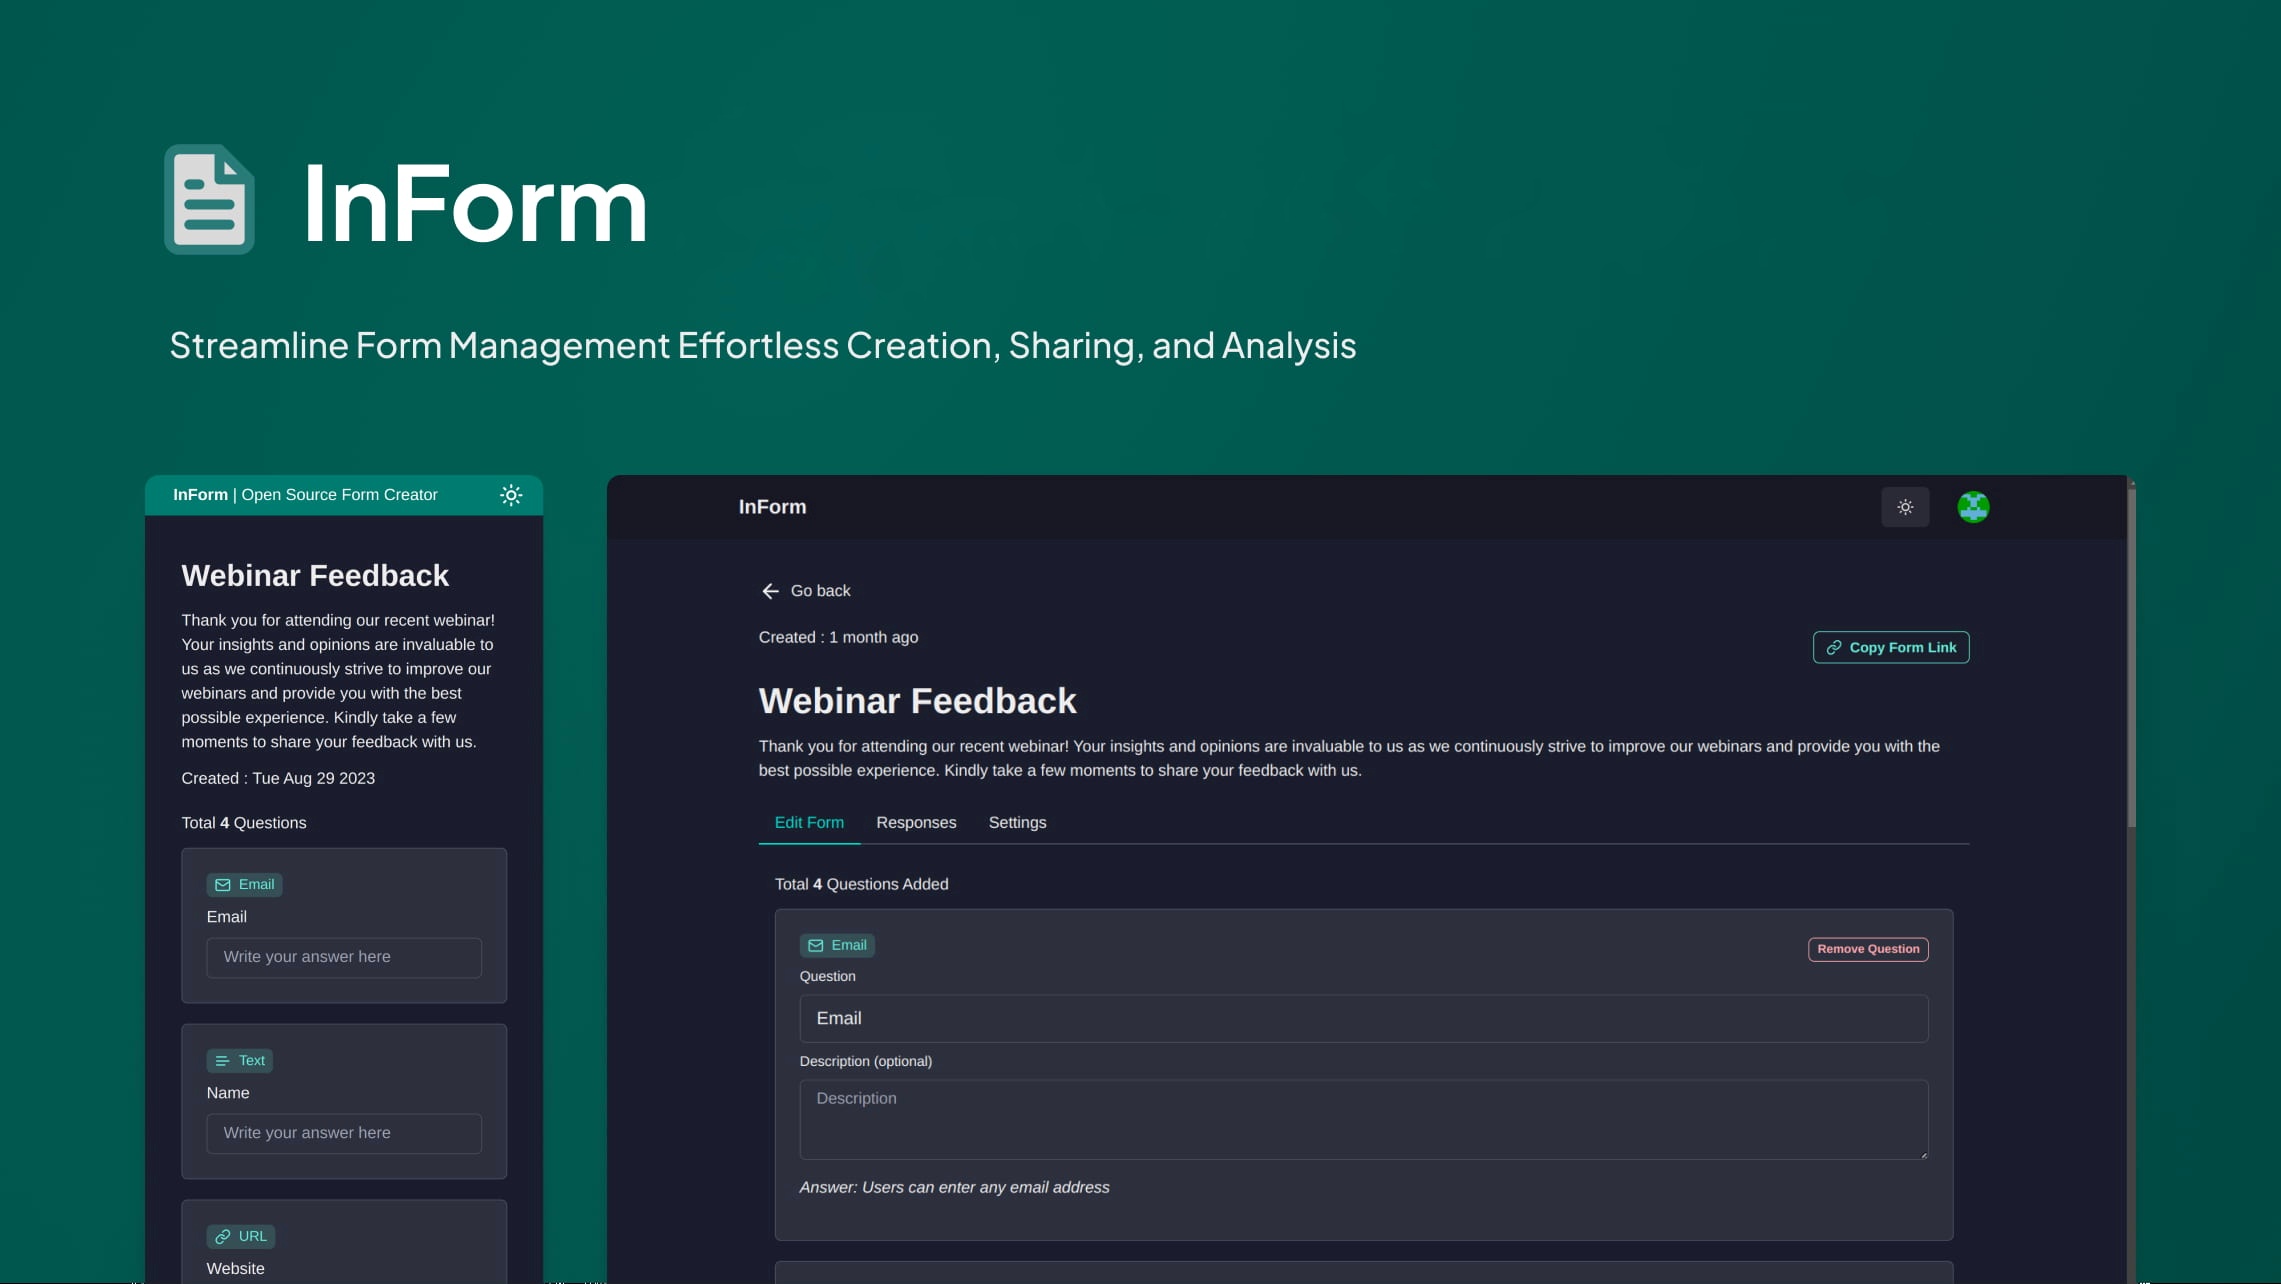 InForm
Streamline Form Management Effortless Creation, Sharing, and Analysis
InForm | Open Source Form Creator
Webinar Feedback
Thank you for attending our recent webinar!
Your insights and opinions are invaluable to
us as we continuously strive to improve our
webinars and provide you with the best
possible experience. Kindly take a few
moments to share your feedback with us.
Created : Tue Aug 29 2023
Total 4 Questions
Email
Email
Write your answer here
Text
Name
Write your answer here
URL
Website
InForm
Go back
Created : 1 month ago
Copy Form Link
Webinar Feedback
Thank you for attending our recent webinar! Your insights and opinions are invaluable to us as we continuously strive to improve our webinars and provide you with the
best possible experience. Kindly take a few moments to share your feedback with us.
Edit Form Responses Settings
Total 4 Questions Added
Email
Remove Question
Question
Email
Description (optional)
Description
Answer: Users can enter any email address